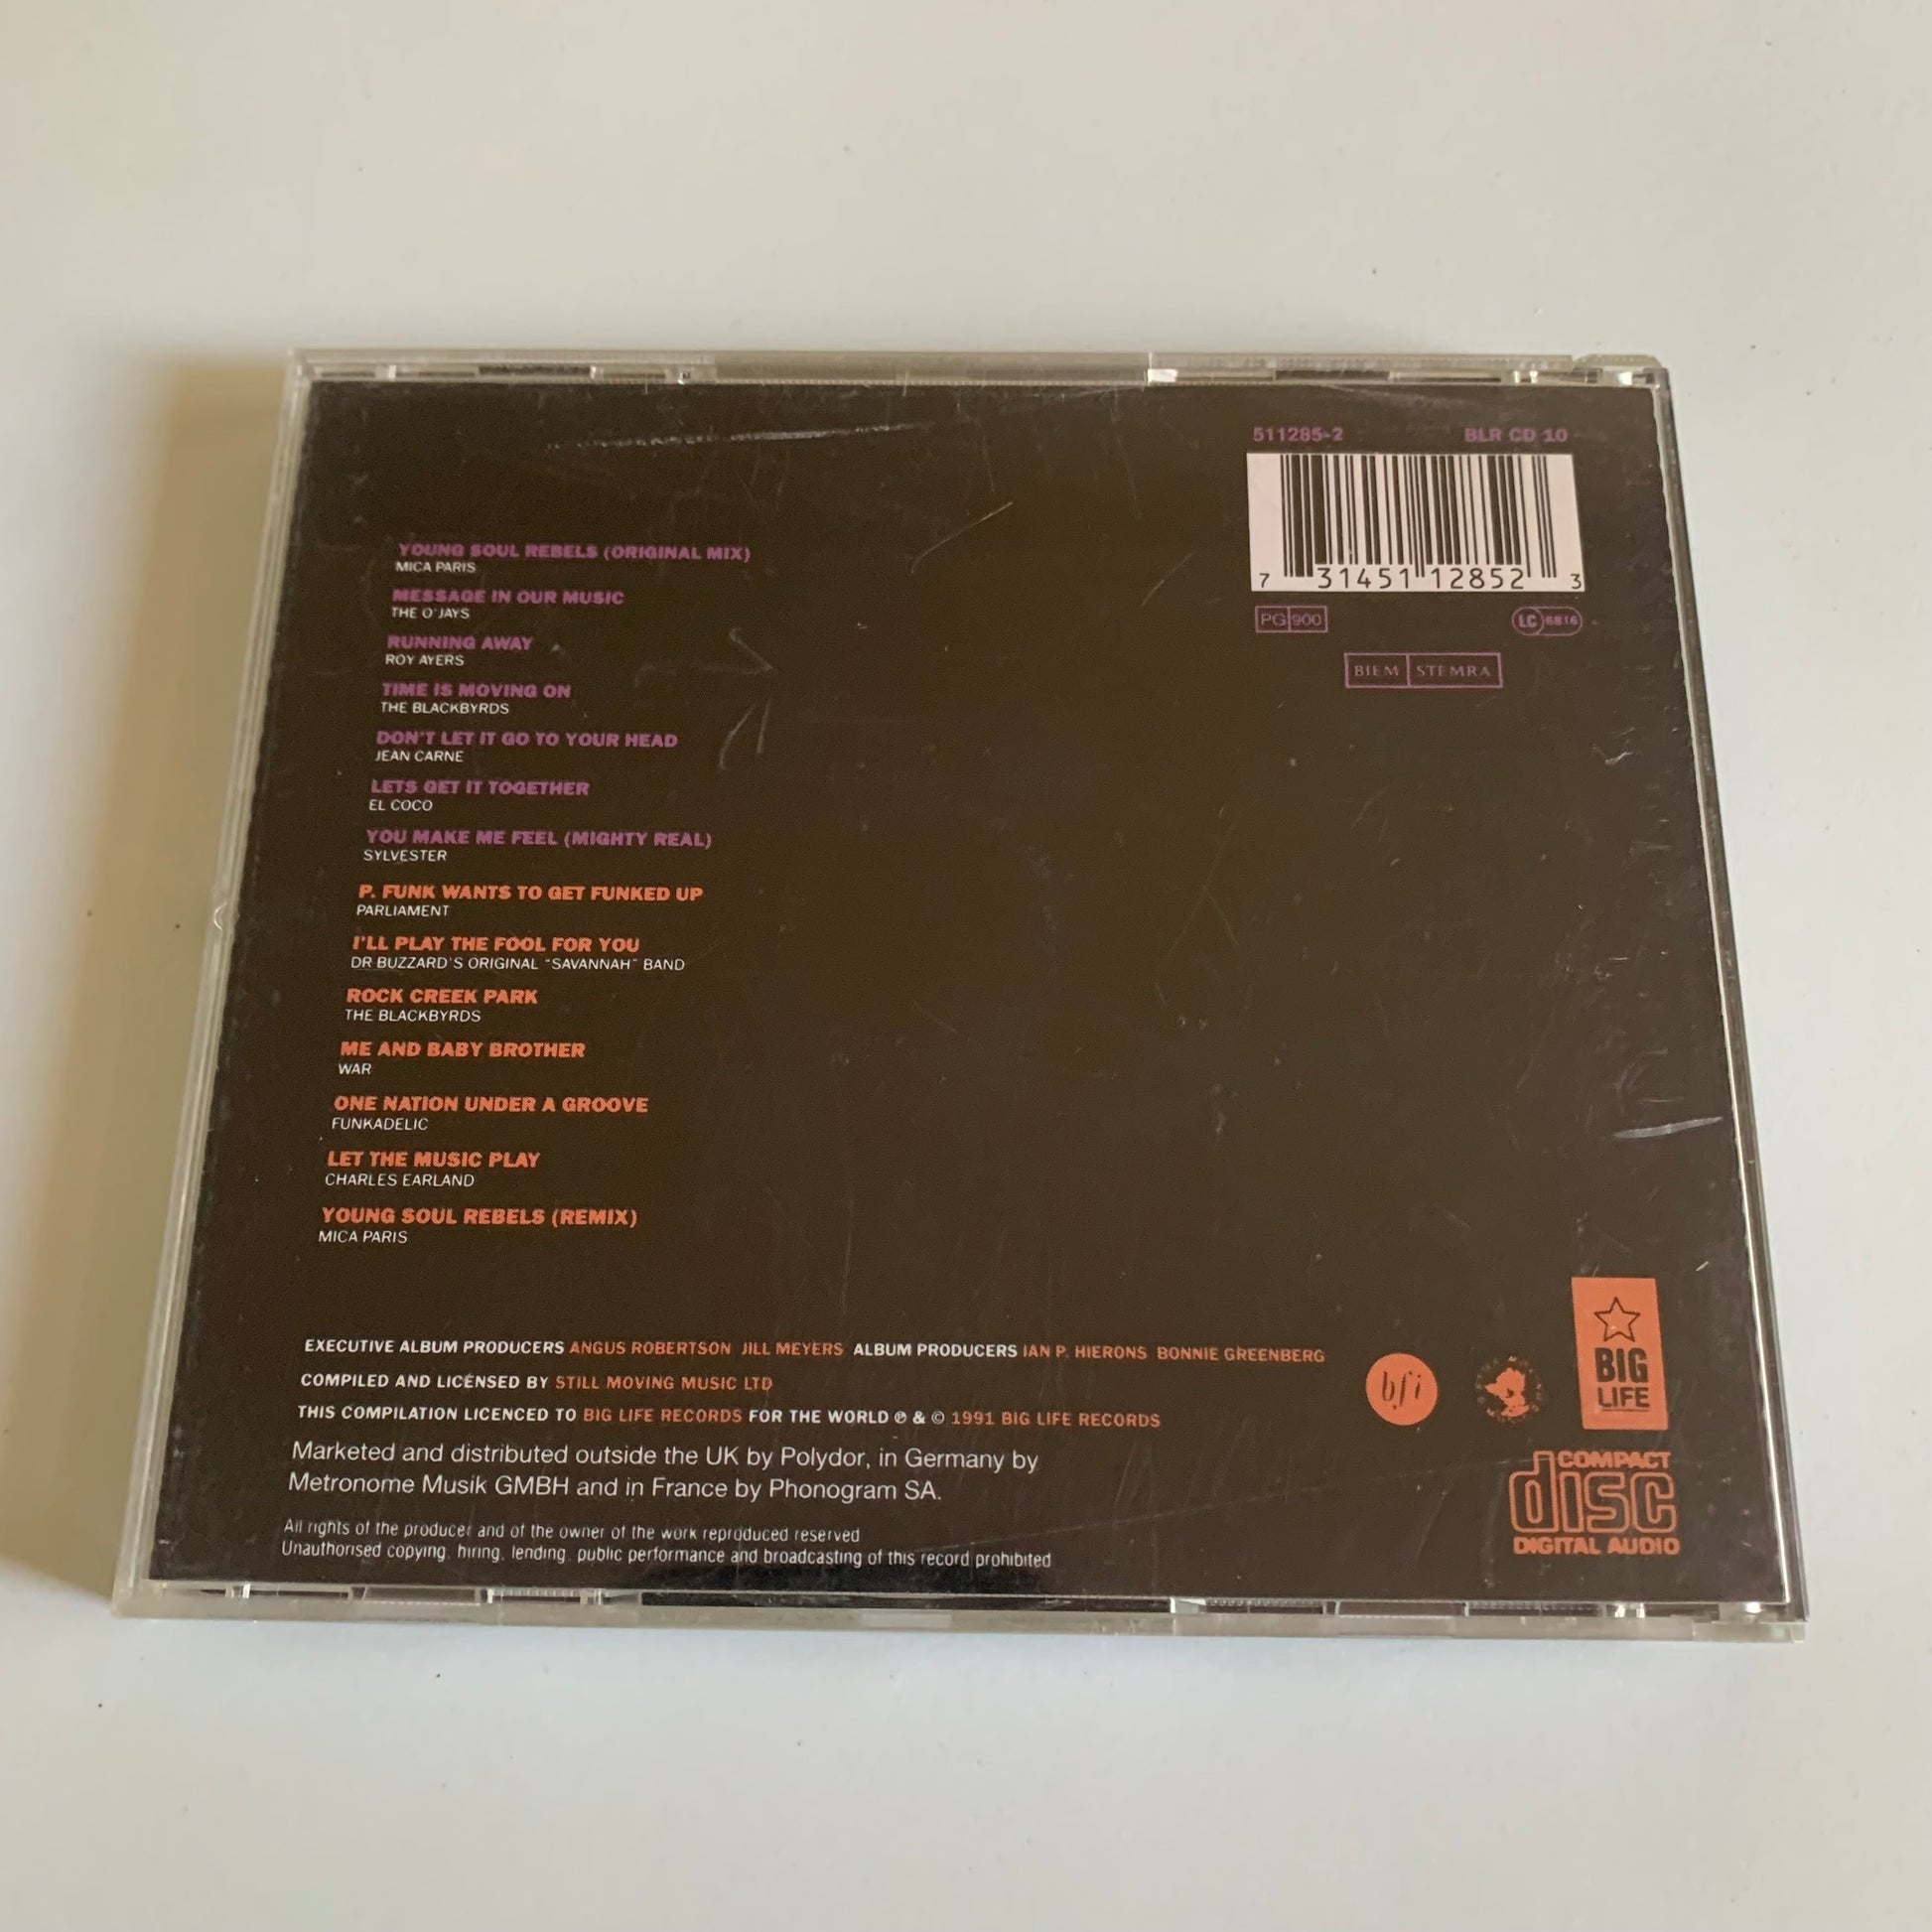 511285-2 BLR CD 10
7 31451 12852 3
PG 900 LC 6816
BIEM STEMRA
YOUNG SOUL REBELS (ORIGINAL MIX)
MICA PARIS
MESSAGE IN OUR MUSIC
THE O'JAYS
RUNNING AWAY
ROY AYERS
TIME IS MOVING ON
THE BLACKBYRDS
DON'T LET IT GO TO YOUR HEAD
JEAN CARNE
LETS GET IT TOGETHER
EL COCO
YOU MAKE ME FEEL (MIGHTY REAL)
SYLVESTER
P. FUNK WANTS TO GET FUNKED UP
PARLIAMENT
I'LL PLAY THE FOOL FOR YOU
DR BUZZARD'S ORIGINAL "SAVANNAH" BAND
ROCK CREEK PARK
THE BLACKBYRDS
ME AND BABY BROTHER
WAR
ONE NATION UNDER A GROOVE
FUNKADELIC
LET THE MUSIC PLAY
CHARLES EARLAND
YOUNG SOUL REBELS (REMIX)
MICA PARIS
EXECUTIVE ALBUM PRODUCERS ANGUS ROBERTSON JILL MEYERS ALBUM PRODUCERS IAN P. HIERONS BONNIE GREENBERG
COMPILED AND LICENSED BY STILL MOVING MUSIC LTD
THIS COMPILATION LICENCED TO BIG LIFE RECORDS FOR THE WORLD ℗ & © 1991 BIG LIFE RECORDS
Marketed and distributed outside the UK by Polydor, in Germany by
Metronome Musik GMBH and in France by Phonogram SA.
All rights of the producer and of the owner of the work reproduced reserved
Unauthorised copying, hiring, lending, public performance and broadcasting of this record prohibited
bfi
BIG
LIFE
COMPACT
disc
DIGITAL AUDIO